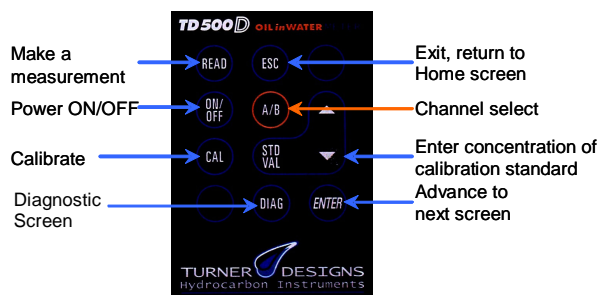 TD500D OIL in WATER
Make a
measurement
READ
ESC
Exit, return to
Home screen
Power ON/OFF
ON/
OFF
A/B
Channel select
Calibrate
CAL
STD
VAL
Enter concentration of
calibration standard
Diagnostic
Screen
DIAG
ENTER
Advance to
next screen
TURNER DESIGNS
Hydrocarbon Instruments